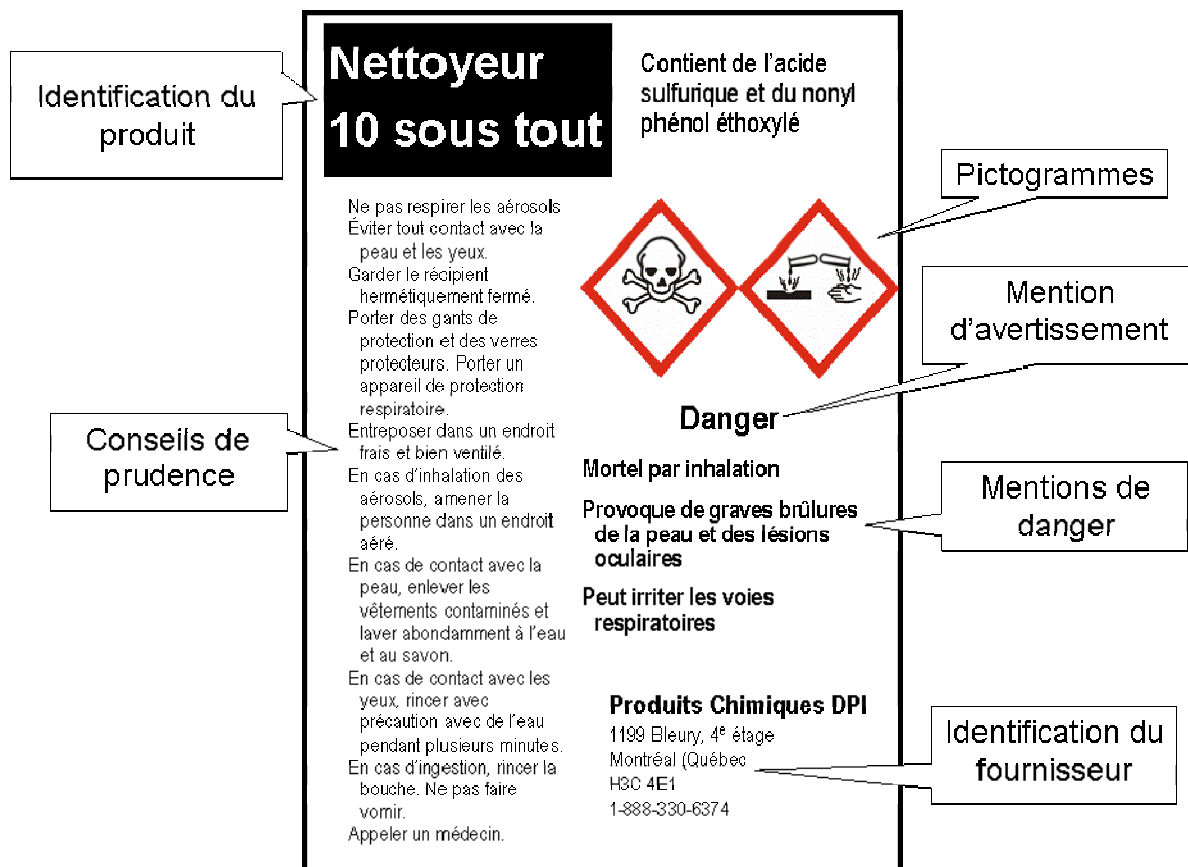 Identification du
produit
Nettoyeur
10 sous tout
Contient de l'acide
sulfurique et du nonyl
phénol éthoxylé
Pictogrammes
Ne pas respirer les aérosols
Éviter tout contact avec la
peau et les yeux.
Garder le récipient
hermétiquement fermé.
Porter des gants de
protection et des verres
protecteurs. Porter un
appareil de protection
respiratoire.
Entreposer dans un endroit
frais et bien ventilé.
En cas d'inhalation des
aérosols, amener la
personne dans un endroit
aéré.
En cas de contact avec la
peau, enlever les
vêtements contaminés et
laver abondamment à l'eau
et au savon.
En cas de contact avec les
yeux, rincer avec
précaution avec de l'eau
pendant plusieurs minutes.
En cas d'ingestion, rincer la
bouche. Ne pas faire
vomir.
Appeler un médecin.
Conseils de
prudence
Mention
d'avertissement
Danger
Mortel par inhalation
Provoque de graves brûlures
de la peau et des lésions
oculaires
Peut irriter les voies
respiratoires
Mentions de
danger
Produits Chimiques DPI
1199 Bleury, 4e étage
Montréal (Québec
H3C 4E1
1-888-330-6374
Identification du
fournisseur